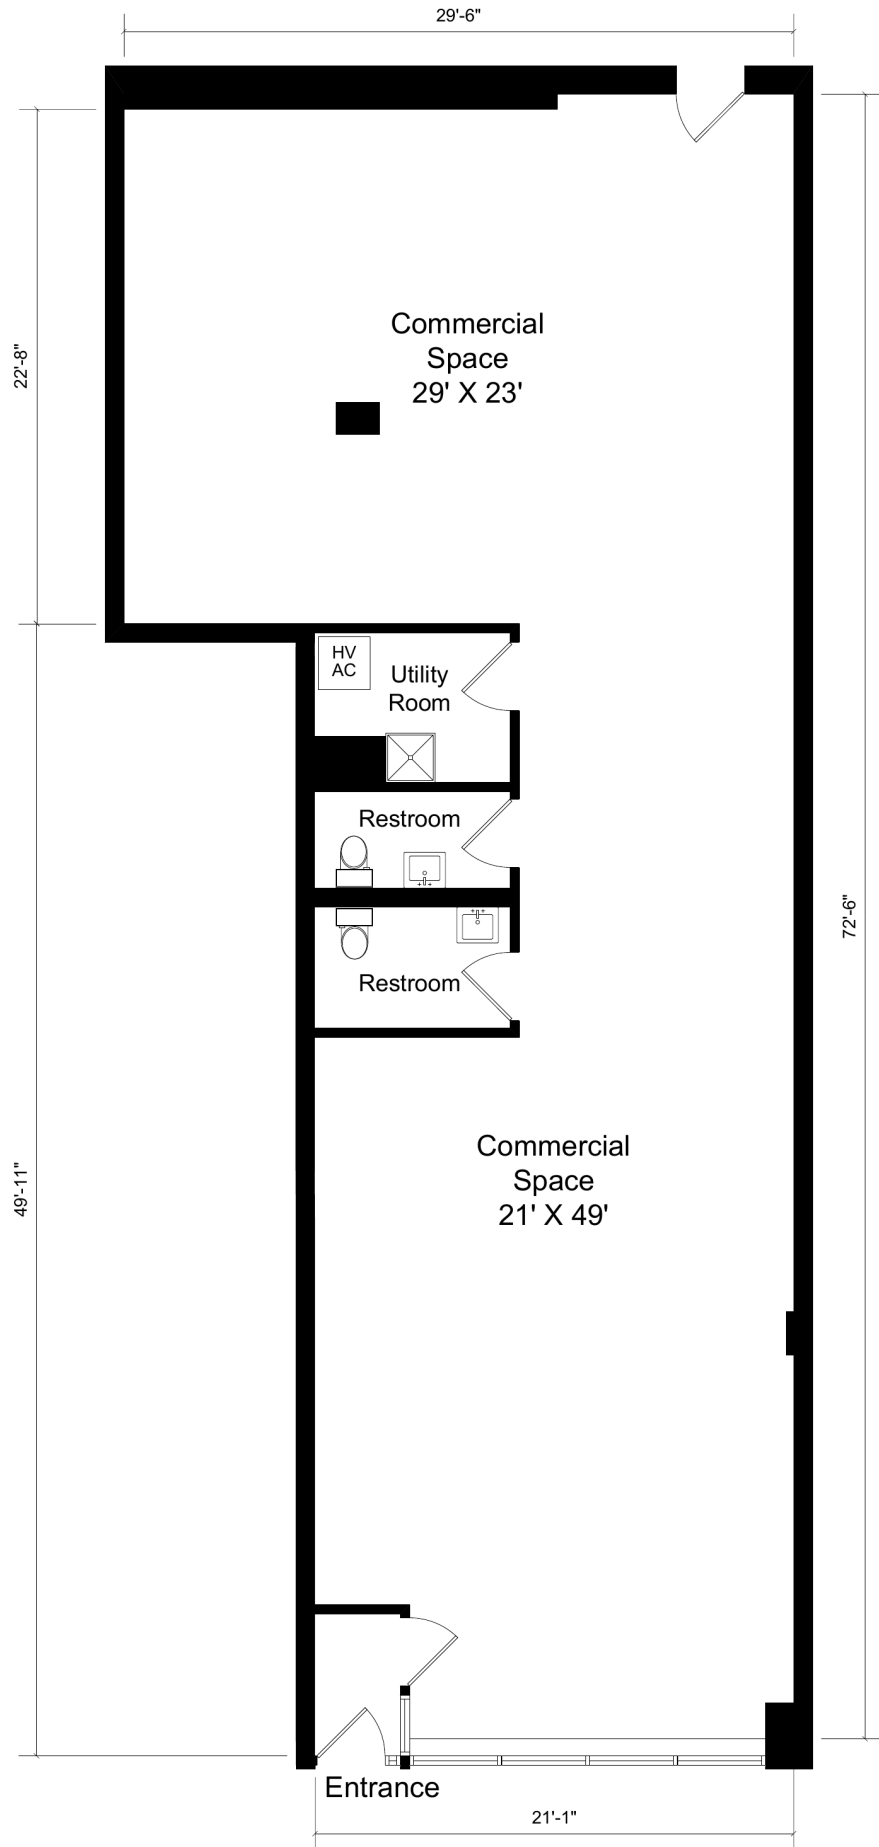 29'-6"
22'-8"
Commercial
Space
29' X 23'
HV
AC
Utility
Room
Restroom
72'-6"
Restroom
49'-11"
Commercial
Space
21' X 49'
Entrance
21'-1"